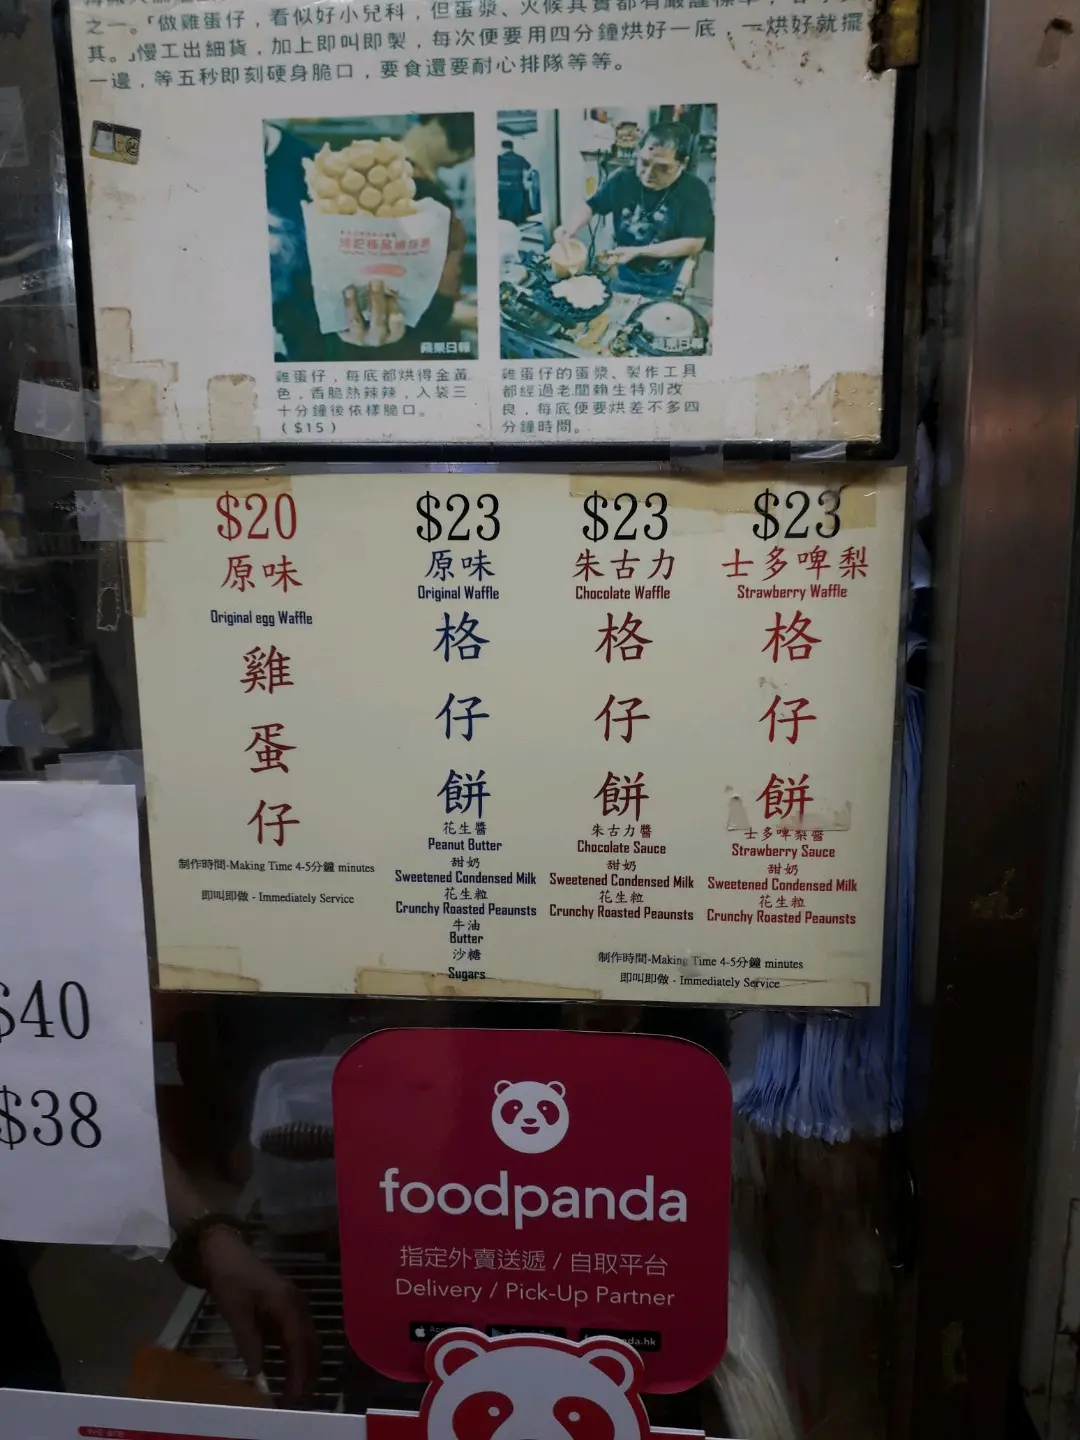 之一。「做雞蛋仔，看似好小兒科，但蛋漿、火候其實都有嚴謹標準，
其。」慢工出細貨，加上即叫即製，每次便要用四分鐘烘好一底，一烘好就擺
一邊，等五秒即刻硬身脆口，要食還要耐心排隊等等。
蘋果日報
蘋果日報
雞蛋仔，每底都烘得金黃
色，香脆熱辣辣，入袋三
十分鐘後依樣脆口。
($15)
雞蛋仔的蛋漿、製作工具
都經過老闆賴生特別改
良，每底便要烘差不多四
分鐘時間。
$20
原味
Original egg Waffle
雞
蛋
仔
制作時間-Making Time 4-5分鐘 minutes
即叫即做 - Immediately Service
$23
原味
Original Waffle
格
仔
餅
花生醬
Peanut Butter
甜奶
Sweetened Condensed Milk
花生粒
Crunchy Roasted Peaunsts
牛油
Butter
沙糖
Sugars
$23
朱古力
Chocolate Waffle
格
仔
餅
朱古力醬
Chocolate Sauce
甜奶
Sweetened Condensed Milk
花生粒
Crunchy Roasted Peaunsts
$23
士多啤梨
Strawberry Waffle
格
仔
餅
士多啤梨醬
Strawberry Sauce
甜奶
Sweetened Condensed Milk
花生粒
Crunchy Roasted Peaunsts
制作時間-Making Time 4-5分鐘 minutes
即叫即做 - Immediately Service
$40
$38
foodpanda
指定外賣送遞 / 自取平台
Delivery / Pick-Up Partner
We are